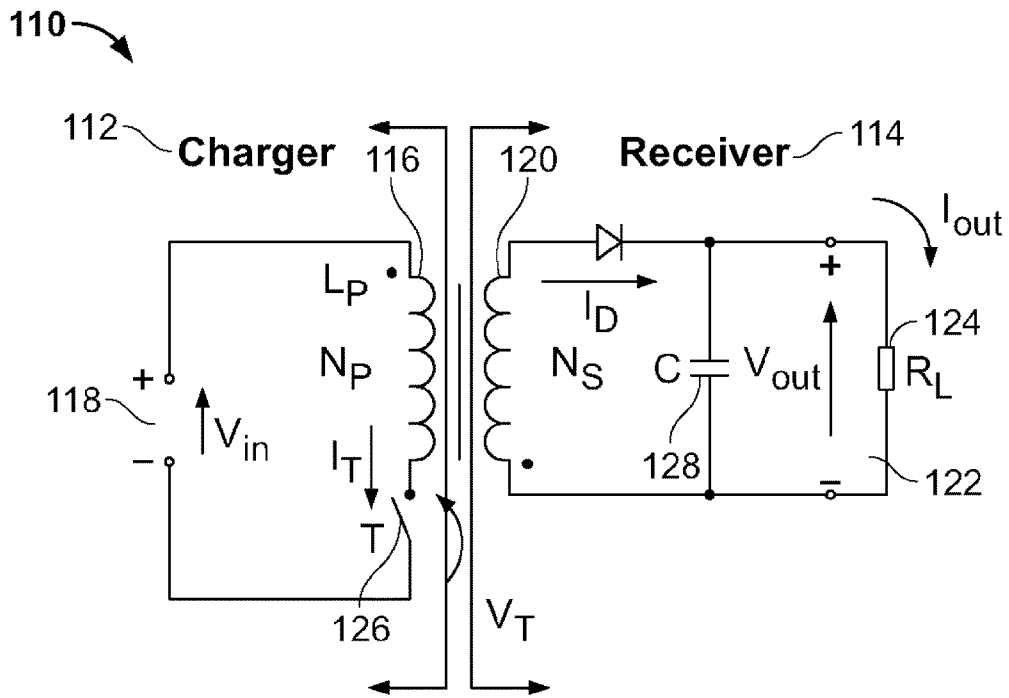 110
112 Charger 116
120 Receiver 114
I_out
L_P
N_P
I_D
N_S
C
V_out
124
R_L
+
-
118
V_in
I_T
T
126
128
122
+
-
V_T